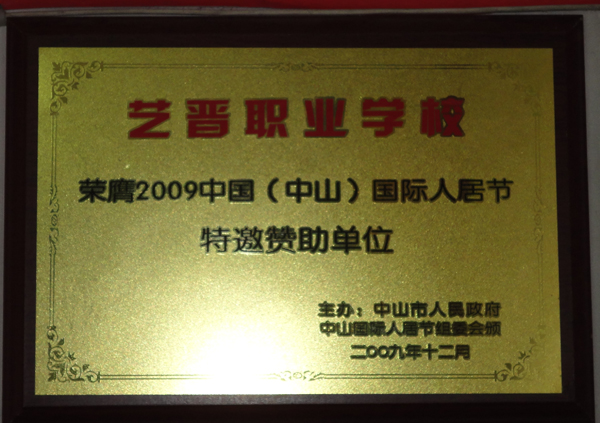 艺晋职业学校
荣膺2009中国（中山）国际人居节
特邀赞助单位
主办：中山市人民政府
中山国际人居节组委会颁
二〇〇九年十二月